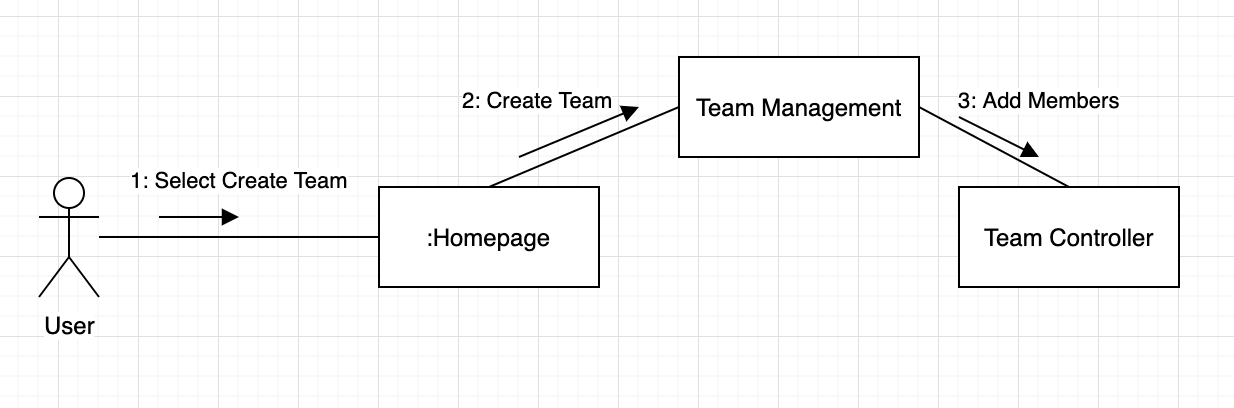 2: Create Team
Team Management
3: Add Members
1: Select Create Team
:Homepage
Team Controller
User